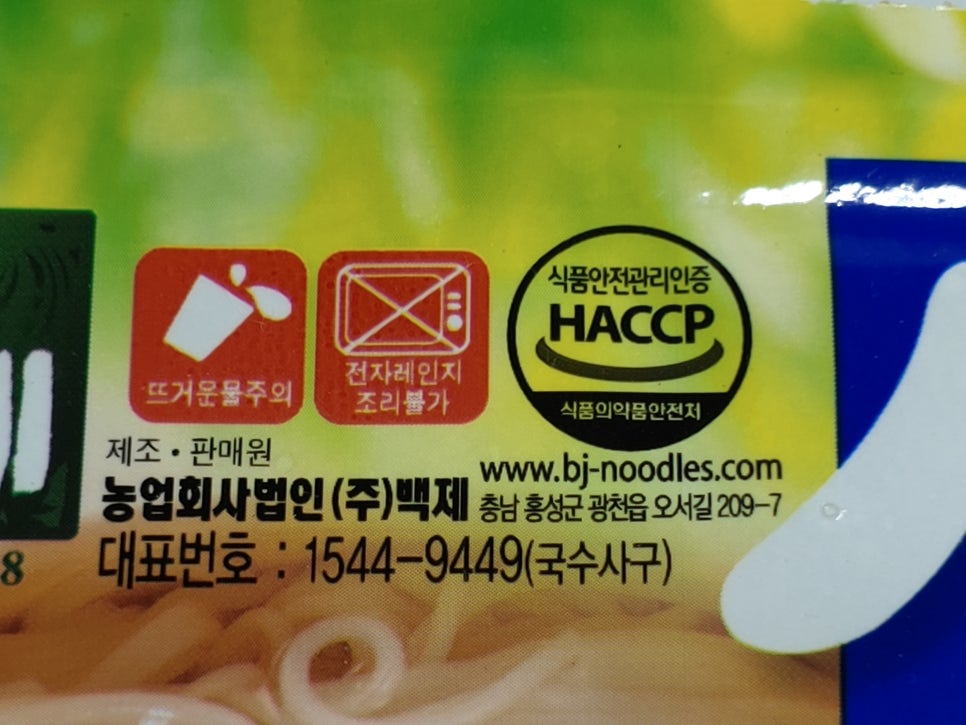 식품안전관리인증
HACCP
식품의약품안전처
뜨거운물주의
전자레인지
조리불가
제조·판매원
농업회사법인(주)백제
www.bj-noodles.com
충남 홍성군 광천읍 오서길 209-7
대표번호 : 1544-9449(국수사구)
8